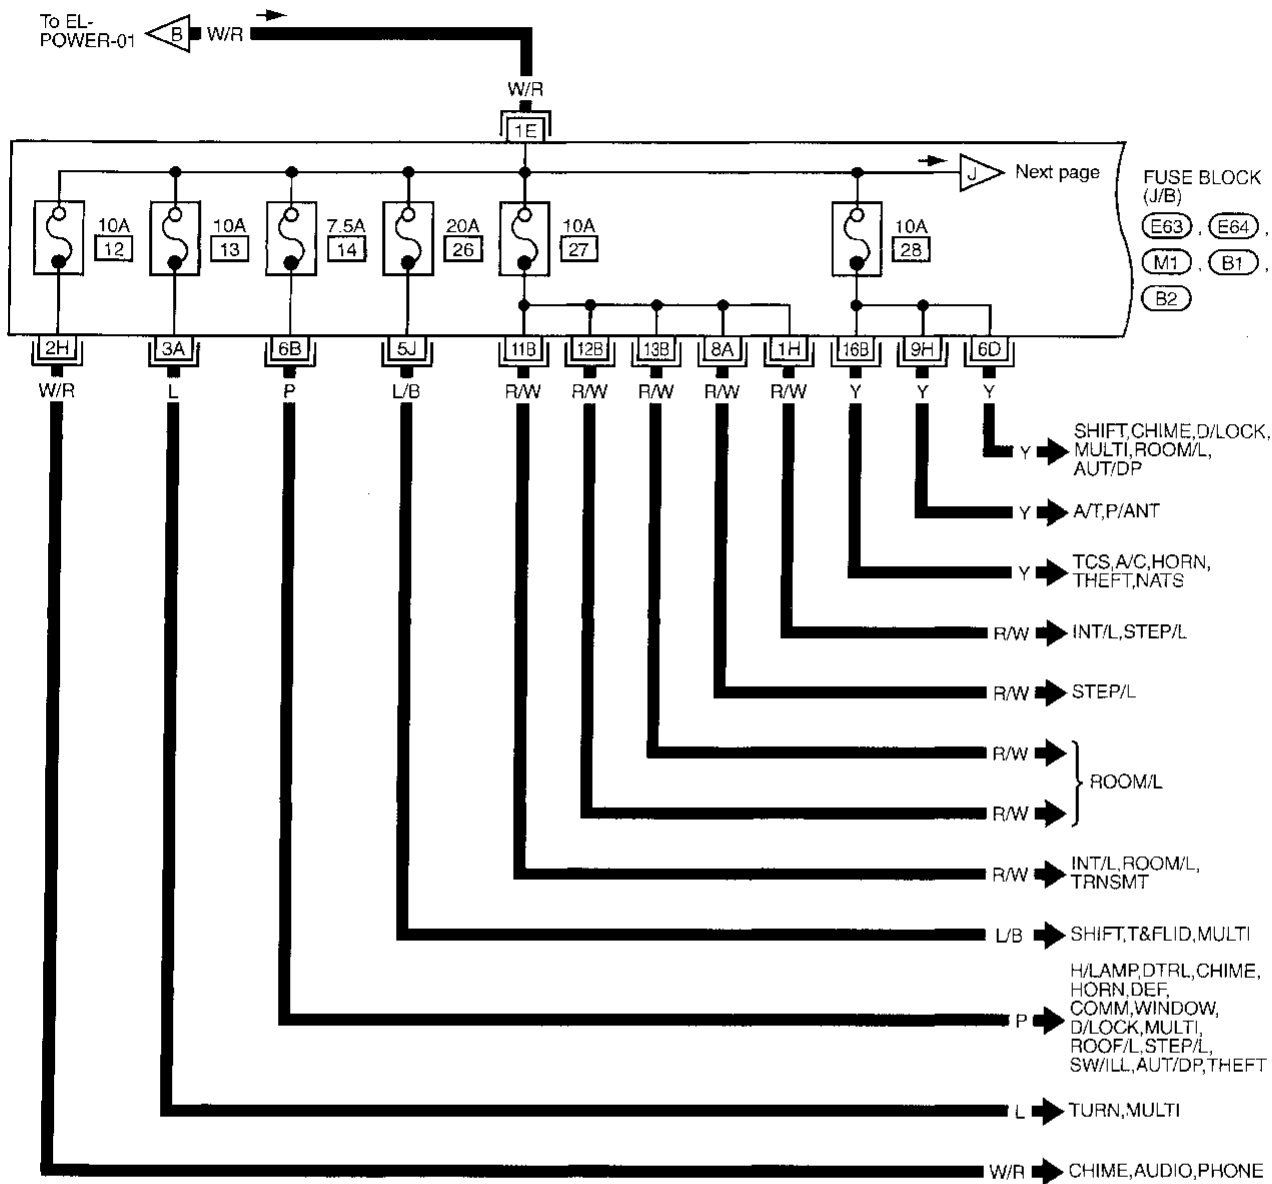 To EL-
POWER-01
B
W/R
W/R
1E
J
Next page
FUSE BLOCK
(J/B)
E63 , E64 ,
M1 , B1 ,
B2
10A
12
10A
13
7.5A
14
20A
26
10A
27
10A
28
2H 3A 6B 5J 11B 12B 13B 8A 1H 16B 9H 6D
W/R L P L/B R/W R/W R/W R/W R/W Y Y Y
Y
SHIFT,CHIME,D/LOCK,
MULTI,ROOM/L,
AUT/DP
Y A/T,P/ANT
Y
TCS,A/C,HORN,
THEFT,NATS
R/W INT/L,STEP/L
R/W STEP/L
R/W
ROOM/L
R/W
R/W
INT/L,ROOM/L,
TRNSMT
L/B SHIFT,T&FLID,MULTI
P
H/LAMP,DTRL,CHIME,
HORN,DEF,
COMM,WINDOW,
D/LOCK,MULTI,
ROOF/L,STEP/L,
SW/ILL,AUT/DP,THEFT
L TURN,MULTI
W/R CHIME,AUDIO,PHONE